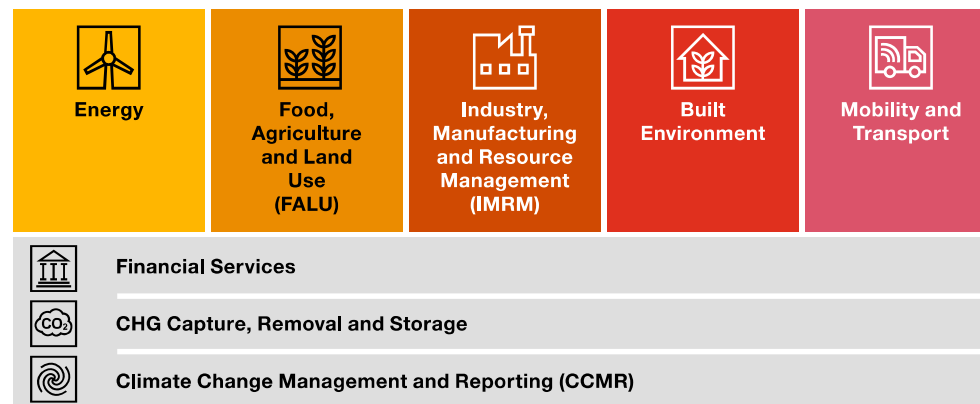 Energy
Food,
Agriculture
and Land
Use
(FALU)
Industry,
Manufacturing
and Resource
Management
(IMRM)
Built
Environment
Mobility and
Transport
Financial Services
CO₂
CHG Capture, Removal and Storage
Climate Change Management and Reporting (CCMR)